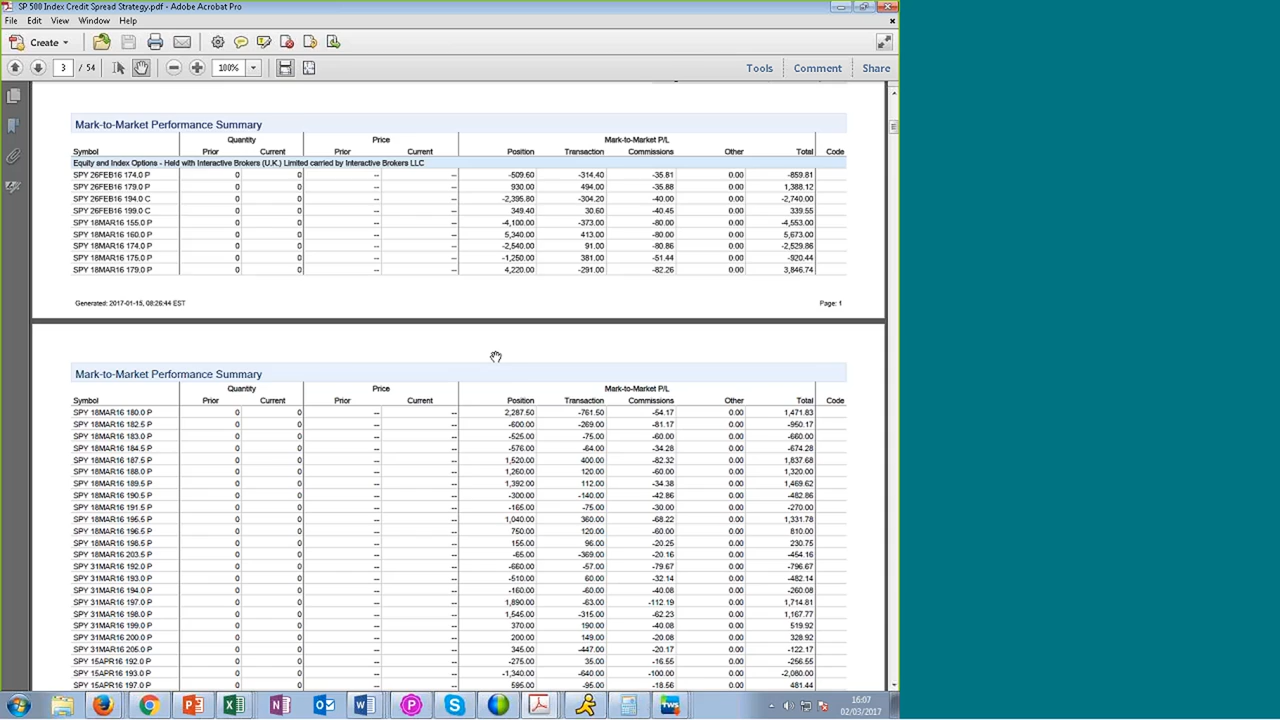 SP 500 Index Credit Spread Strategy.pdf - Adobe Acrobat Pro
File Edit View Window Help
Create
3 / 54 100% Tools Comment Share
Mark-to-Market Performance Summary
Quantity Price Mark-to-Market P/L
Symbol Prior Current Prior Current Position Transaction Commissions Other Total Code
Equity and Index Options - Held with Interactive Brokers (U.K.) Limited carried by Interactive Brokers LLC
SPY 26FEB16 174.0 P 0 0 -- -- -509.60 -314.40 -35.81 0.00 -859.81
SPY 26FEB16 179.0 P 0 0 -- -- 930.00 494.00 -35.88 0.00 1,388.12
SPY 26FEB16 194.0 C 0 0 -- -- -2,395.80 -304.20 -40.00 0.00 -2,740.00
SPY 26FEB16 199.0 C 0 0 -- -- 349.40 30.60 -40.45 0.00 339.55
SPY 18MAR16 155.0 P 0 0 -- -- -4,100.00 -373.00 -80.00 0.00 -4,553.00
SPY 18MAR16 160.0 P 0 0 -- -- 5,340.00 413.00 -80.00 0.00 5,673.00
SPY 18MAR16 174.0 P 0 0 -- -- -2,540.00 91.00 -80.86 0.00 -2,529.86
SPY 18MAR16 175.0 P 0 0 -- -- -1,250.00 381.00 -51.44 0.00 -920.44
SPY 18MAR16 179.0 P 0 0 -- -- 4,220.00 -291.00 -82.26 0.00 3,846.74
Generated: 2017-01-15, 08:26:44 EST Page: 1
Mark-to-Market Performance Summary
Quantity Price Mark-to-Market P/L
Symbol Prior Current Prior Current Position Transaction Commissions Other Total Code
SPY 18MAR16 180.0 P 0 0 -- -- 2,287.50 -761.50 -54.17 0.00 1,471.83
SPY 18MAR16 182.5 P 0 0 -- -- -600.00 -269.00 -81.17 0.00 -950.17
SPY 18MAR16 183.0 P 0 0 -- -- -525.00 -75.00 -60.00 0.00 -660.00
SPY 18MAR16 184.5 P 0 0 -- -- -576.00 -64.00 -34.28 0.00 -674.28
SPY 18MAR16 187.5 P 0 0 -- -- 1,520.00 400.00 -82.32 0.00 1,837.68
SPY 18MAR16 188.0 P 0 0 -- -- 1,260.00 120.00 -60.00 0.00 1,320.00
SPY 18MAR16 189.5 P 0 0 -- -- 1,392.00 112.00 -34.38 0.00 1,469.62
SPY 18MAR16 190.5 P 0 0 -- -- -300.00 -140.00 -42.86 0.00 -482.86
SPY 18MAR16 191.5 P 0 0 -- -- -165.00 -75.00 -30.00 0.00 -270.00
SPY 18MAR16 195.5 P 0 0 -- -- 1,040.00 360.00 -68.22 0.00 1,331.78
SPY 18MAR16 196.5 P 0 0 -- -- 750.00 120.00 -60.00 0.00 810.00
SPY 18MAR16 198.5 P 0 0 -- -- 155.00 96.00 -20.25 0.00 230.75
SPY 18MAR16 203.5 P 0 0 -- -- -65.00 -369.00 -20.16 0.00 -454.16
SPY 31MAR16 192.0 P 0 0 -- -- -660.00 -57.00 -79.67 0.00 -796.67
SPY 31MAR16 193.0 P 0 0 -- -- -510.00 60.00 -32.14 0.00 -482.14
SPY 31MAR16 194.0 P 0 0 -- -- -160.00 -60.00 -40.08 0.00 -260.08
SPY 31MAR16 197.0 P 0 0 -- -- 1,890.00 -63.00 -112.19 0.00 1,714.81
SPY 31MAR16 198.0 P 0 0 -- -- 1,545.00 -315.00 -62.23 0.00 1,167.77
SPY 31MAR16 199.0 P 0 0 -- -- 370.00 190.00 -40.08 0.00 519.92
SPY 31MAR16 200.0 P 0 0 -- -- 200.00 149.00 -20.08 0.00 328.92
SPY 31MAR16 205.0 P 0 0 -- -- 345.00 -447.00 -20.17 0.00 -122.17
SPY 15APR16 192.0 P 0 0 -- -- -275.00 35.00 -16.55 0.00 -256.55
SPY 15APR16 193.0 P 0 0 -- -- -1,340.00 -640.00 -100.00 0.00 -2,080.00
SPY 15APR16 197.0 P 0 0 -- -- 595.00 -95.00 -18.56 0.00 481.44
TWS
16:07
02/03/2017